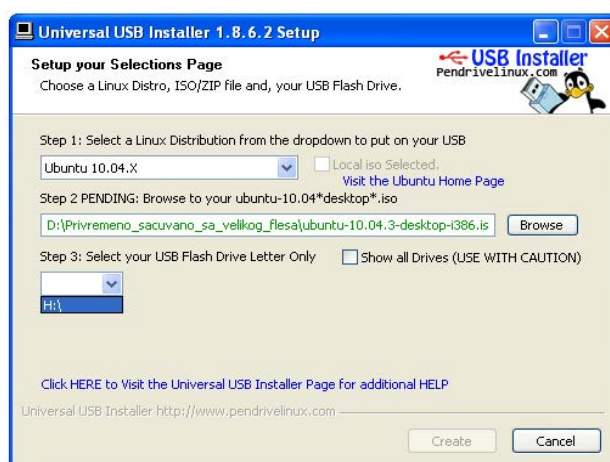 Universal USB Installer 1.8.6.2 Setup
Setup your Selections Page
Choose a Linux Distro, ISO/ZIP file and, your USB Flash Drive.
USB Installer
Pendrivelinux.com
Step 1: Select a Linux Distribution from the dropdown to put on your USB
Ubuntu 10.04.X
Local iso Selected.
Visit the Ubuntu Home Page
Step 2 PENDING: Browse to your ubuntu-10.04*desktop*.iso
D:\Privremeno_sacuvano_sa_velikog_flesa\ubuntu-10.04.3-desktop-i386.is
Browse
Step 3: Select your USB Flash Drive Letter Only
Show all Drives (USE WITH CAUTION)
H:\
Click HERE to Visit the Universal USB Installer Page for additional HELP
Universal USB Installer http://www.pendrivelinux.com
Create
Cancel